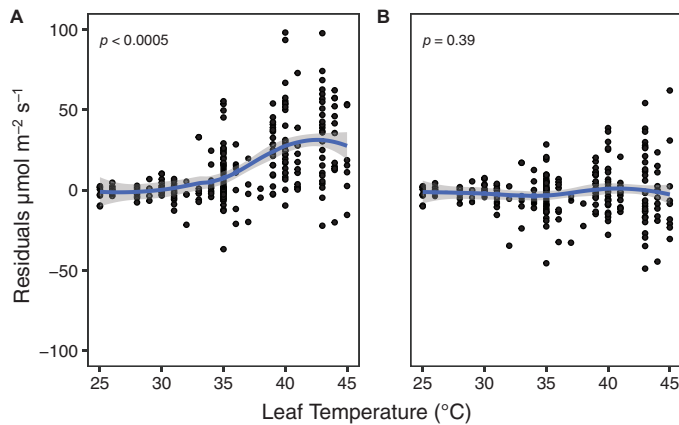 A
B
p < 0.0005
p = 0.39
100
50
0
−50
−100
Residuals µmol m−2 s−1
25 30 35 40 45
25 30 35 40 45
Leaf Temperature (°C)